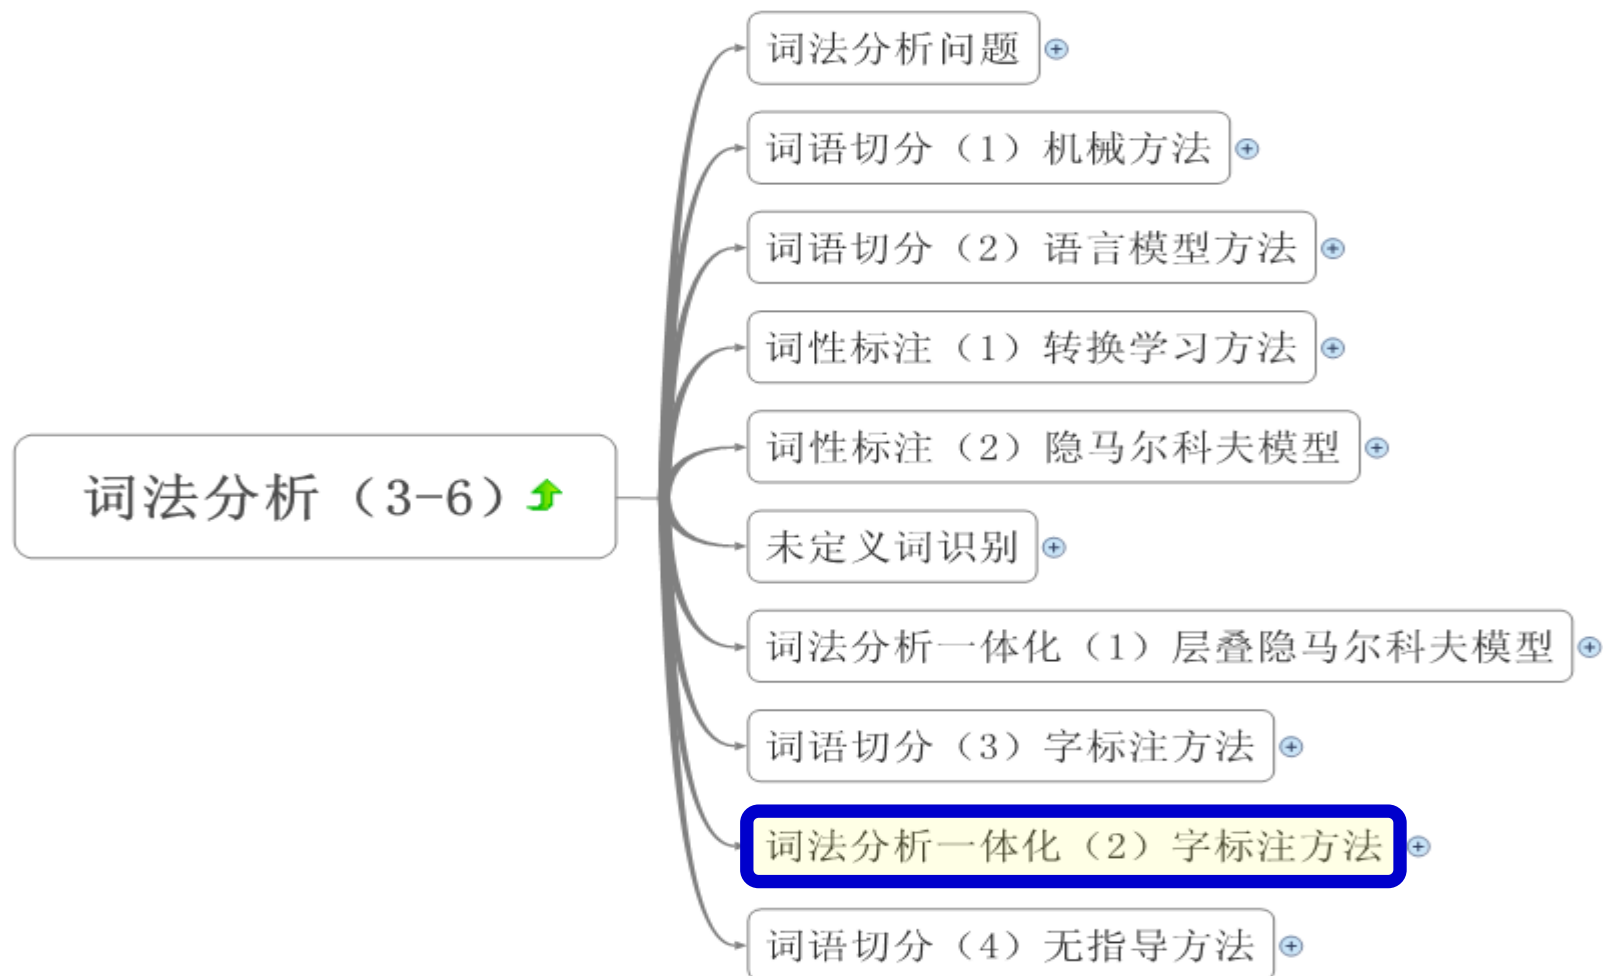 词法分析问题
词语切分（1）机械方法
词语切分（2）语言模型方法
词性标注（1）转换学习方法
词性标注（2）隐马尔科夫模型
词法分析（3-6）
未定义词识别
词法分析一体化（1）层叠隐马尔科夫模型
词语切分（3）字标注方法
词法分析一体化（2）字标注方法
词语切分（4）无指导方法